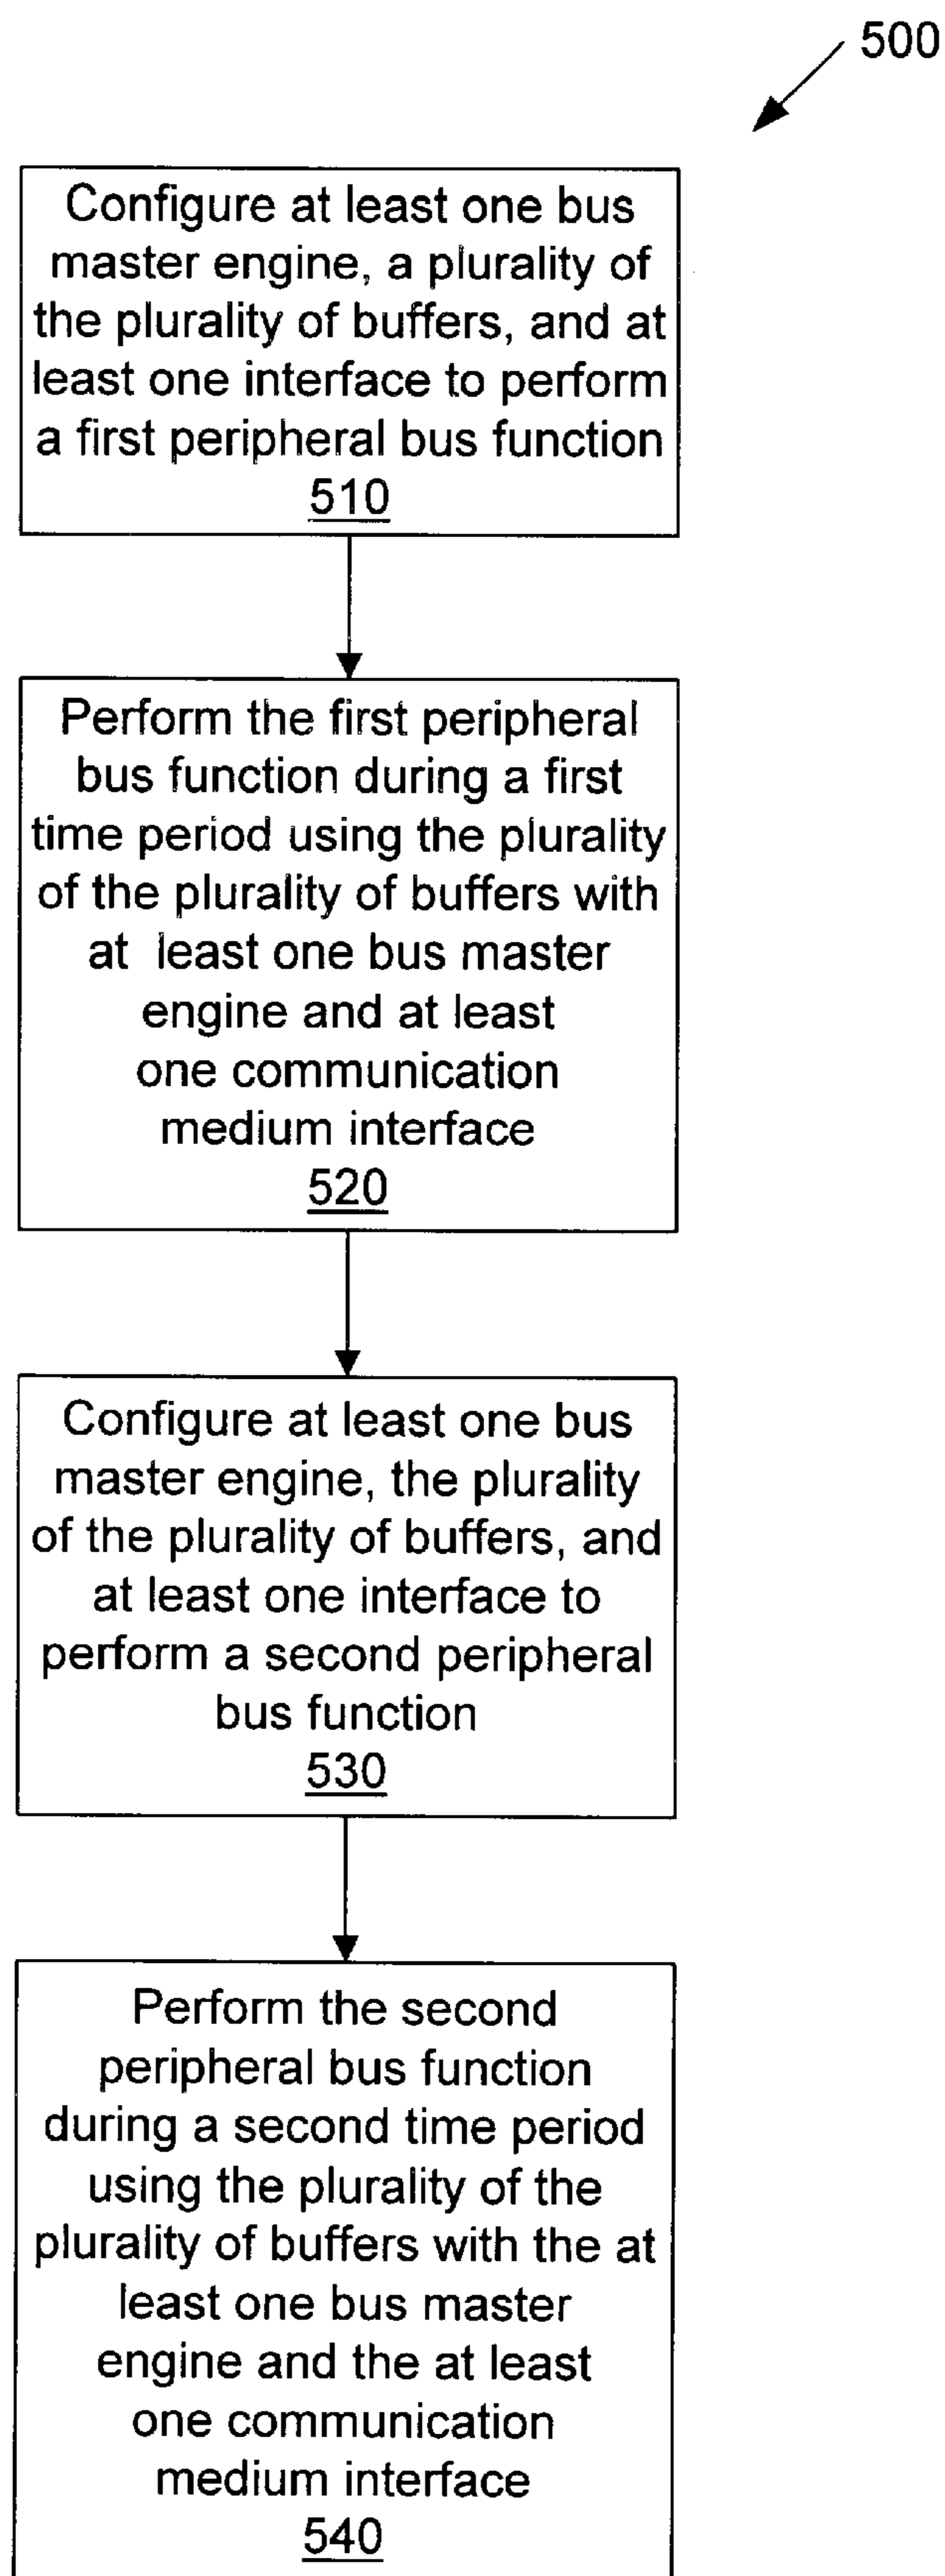 500
Configure at least one bus
master engine, a plurality of
the plurality of buffers, and at
least one interface to perform
a first peripheral bus function
510
Perform the first peripheral
bus function during a first
time period using the plurality
of the plurality of buffers with
at least one bus master
engine and at least
one communication
medium interface
520
Configure at least one bus
master engine, the plurality
of the plurality of buffers, and
at least one interface to
perform a second peripheral
bus function
530
Perform the second
peripheral bus function
during a second time period
using the plurality of the
plurality of buffers with the at
least one bus master
engine and the at least
one communication
medium interface
540